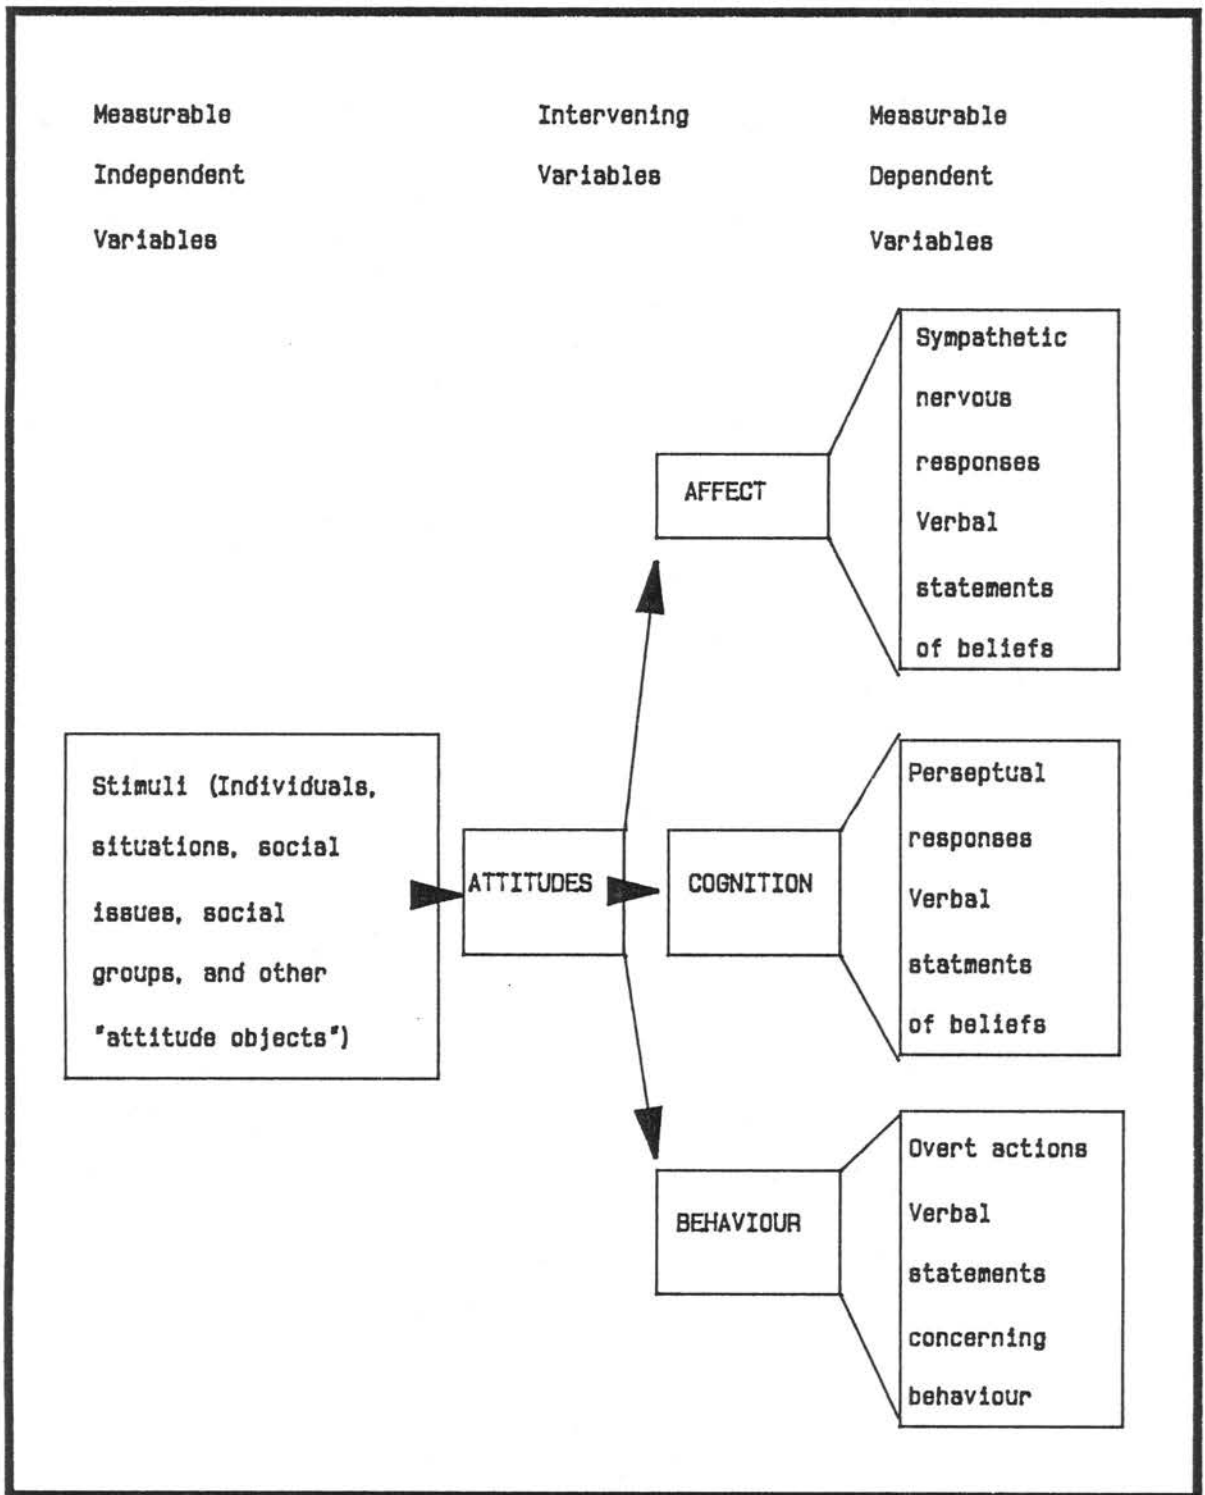 Measurable
Independent
Variables
Intervening
Variables
Measurable
Dependent
Variables
Sympathetic
nervous
responses
Verbal
statements
of beliefs
AFFECT
Stimuli (Individuals,
situations, social
issues, social
groups, and other
"attitude objects")
ATTITUDES
COGNITION
Perseptual
responses
Verbal
statments
of beliefs
BEHAVIOUR
Overt actions
Verbal
statements
concerning
behaviour